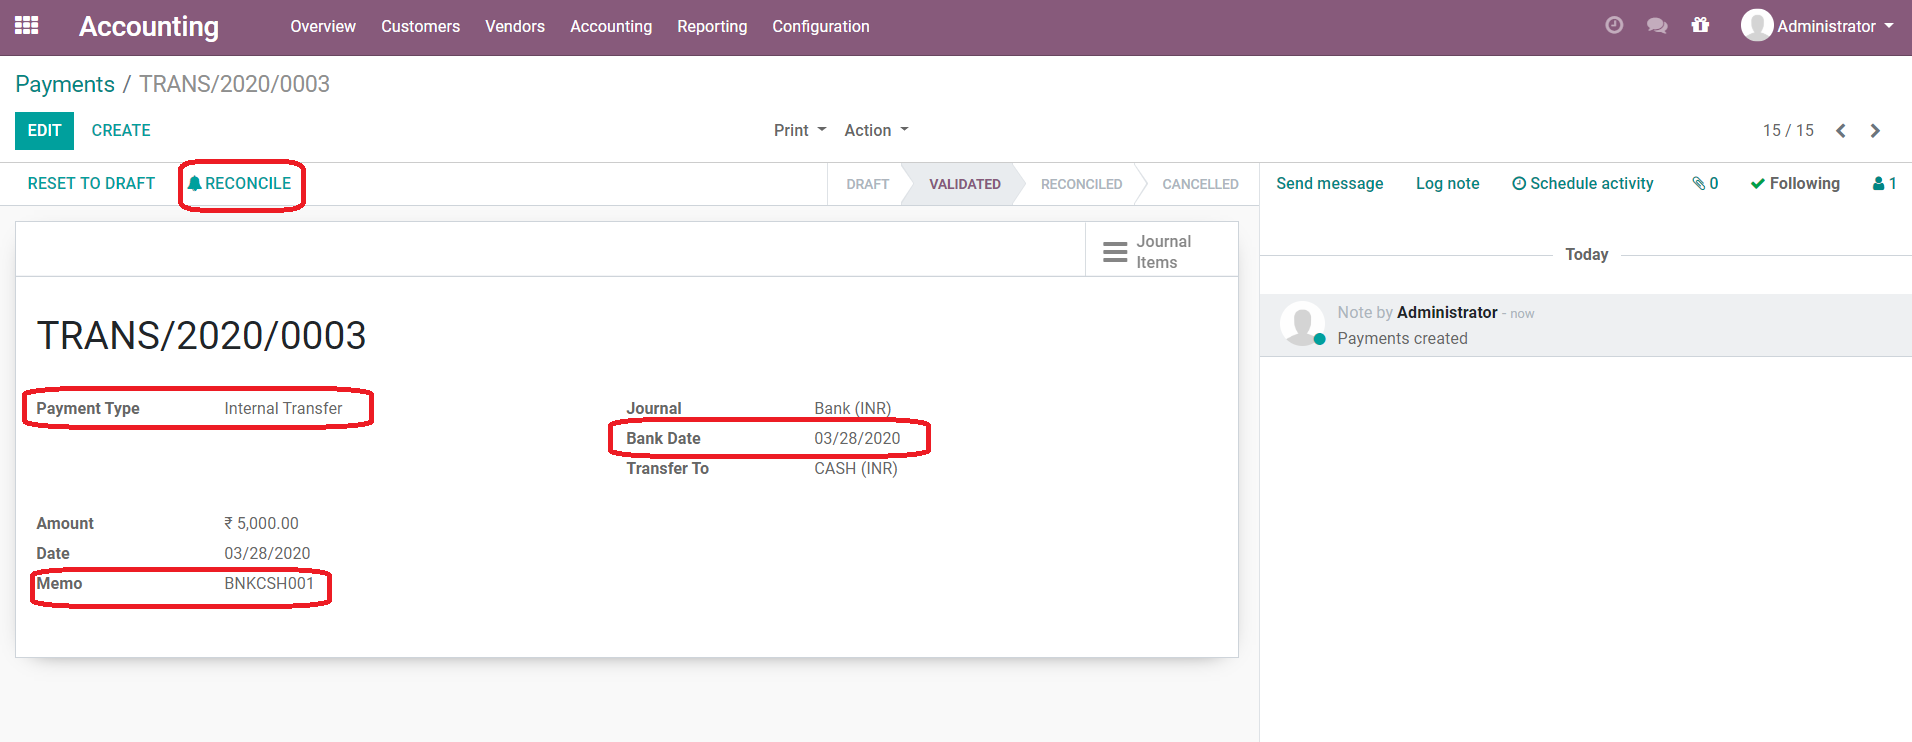 Accounting Overview Customers Vendors Accounting Reporting Configuration Administrator
Payments / TRANS/2020/0003
EDIT CREATE Print Action 15 / 15
RESET TO DRAFT RECONCILE DRAFT VALIDATED RECONCILED CANCELLED Send message Log note Schedule activity 0 Following 1
Journal
Items
Today
TRANS/2020/0003
Note by Administrator - now
Payments created
Payment Type Internal Transfer
Journal Bank (INR)
Bank Date 03/28/2020
Transfer To CASH (INR)
Amount ₹ 5,000.00
Date 03/28/2020
Memo BNKCSH001